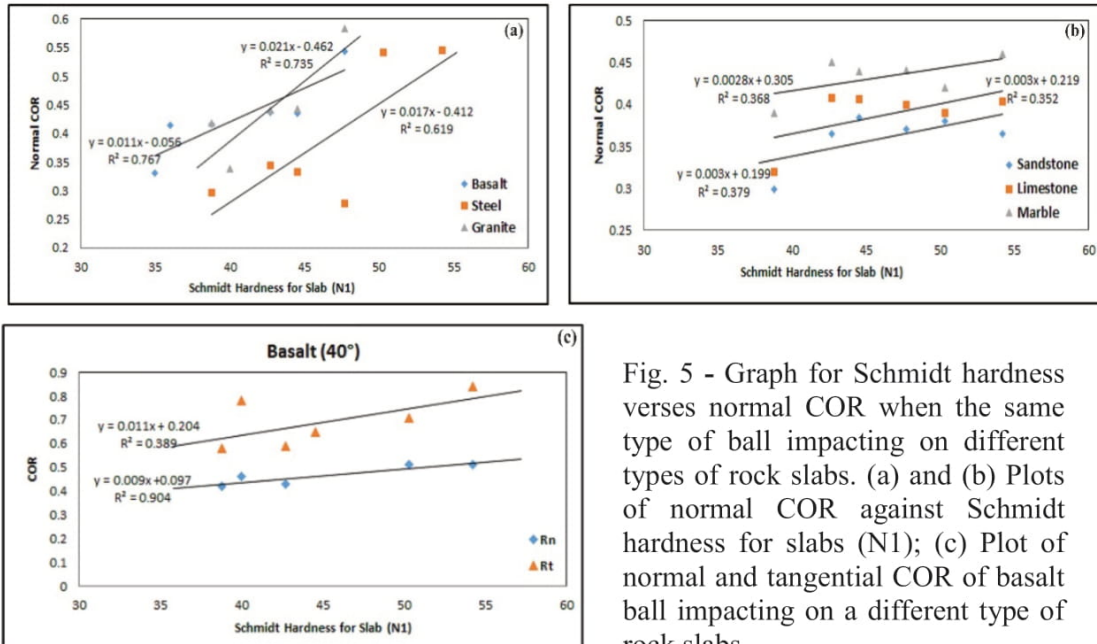 (a)
Normal COR
0.6
0.55
0.5
0.45
0.4
0.35
0.3
0.25
0.2
y = 0.021x - 0.462
R² = 0.735
y = 0.011x - 0.056
R² = 0.767
y = 0.017x - 0.412
R² = 0.619
Basalt
Steel
Granite
30 35 40 45 50 55 60
Schmidt Hardness for Slab (N1)
(b)
Normal COR
0.5
0.45
0.4
0.35
0.3
0.25
y = 0.0028x + 0.305
R² = 0.368
y = 0.003x + 0.219
R² = 0.352
y = 0.003x + 0.199
R² = 0.379
Sandstone
Limestone
Marble
30 35 40 45 50 55 60
Schmidt Hardness for Slab (N1)
(c)
Basalt (40°)
COR
0.9
0.8
0.7
0.6
0.5
0.4
0.3
0.2
0.1
0
y = 0.011x + 0.204
R² = 0.389
y = 0.009x +0.097
R² = 0.904
Rn
Rt
30 35 40 45 50 55 60
Schmidt Hardness for Slab (N1)
Fig. 5 - Graph for Schmidt hardness
verses normal COR when the same
type of ball impacting on different
types of rock slabs. (a) and (b) Plots
of normal COR against Schmidt
hardness for slabs (N1); (c) Plot of
normal and tangential COR of basalt
ball impacting on a different type of
rock slabs